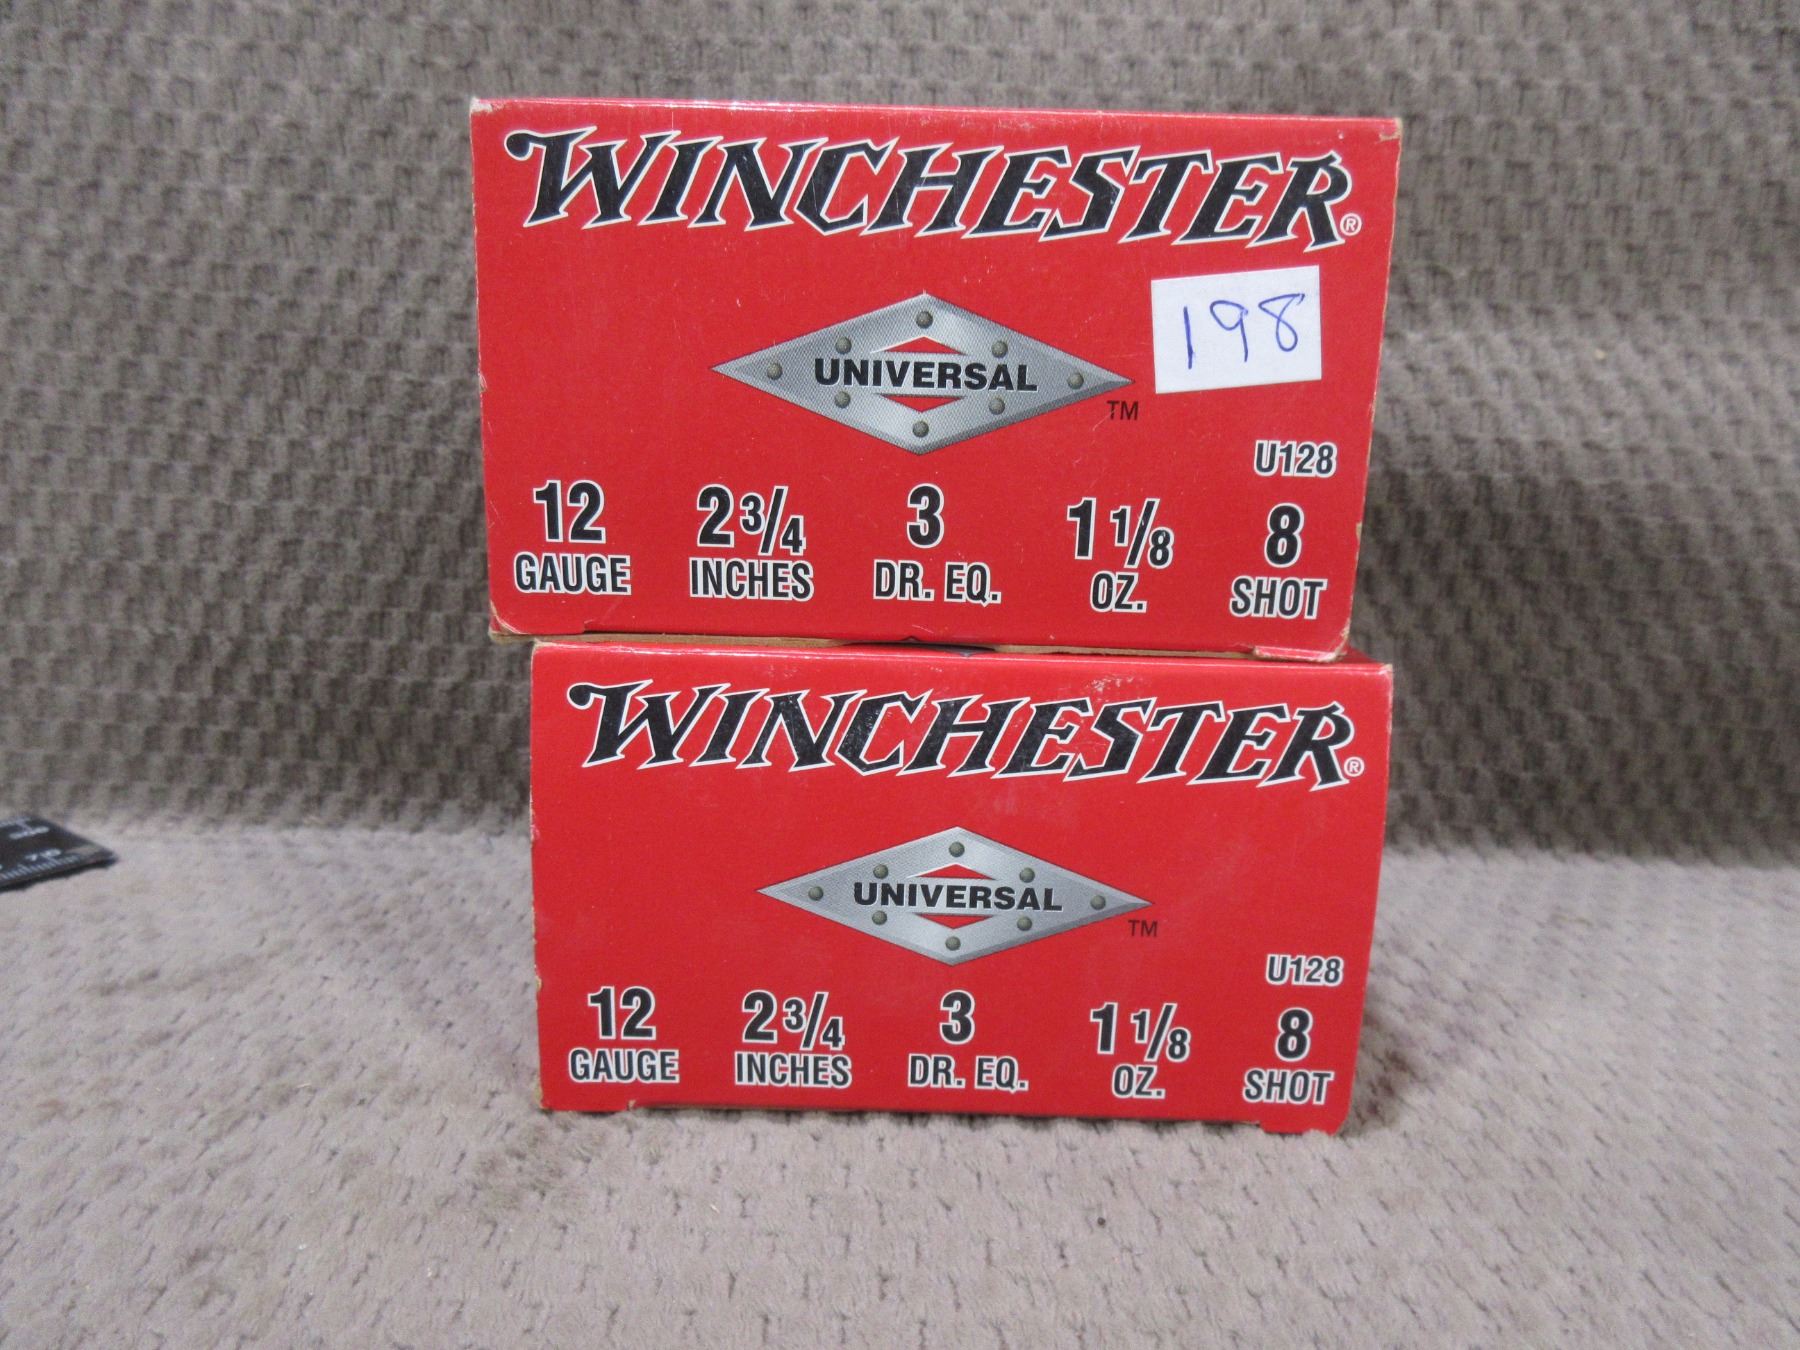 WINCHESTER®
198
UNIVERSAL
TM
U128
12 2 3/4 3 1 1/8 8
GAUGE INCHES DR. EQ. OZ. SHOT
WINCHESTER®
UNIVERSAL
TM
U128
12 2 3/4 3 1 1/8 8
GAUGE INCHES DR. EQ. OZ. SHOT